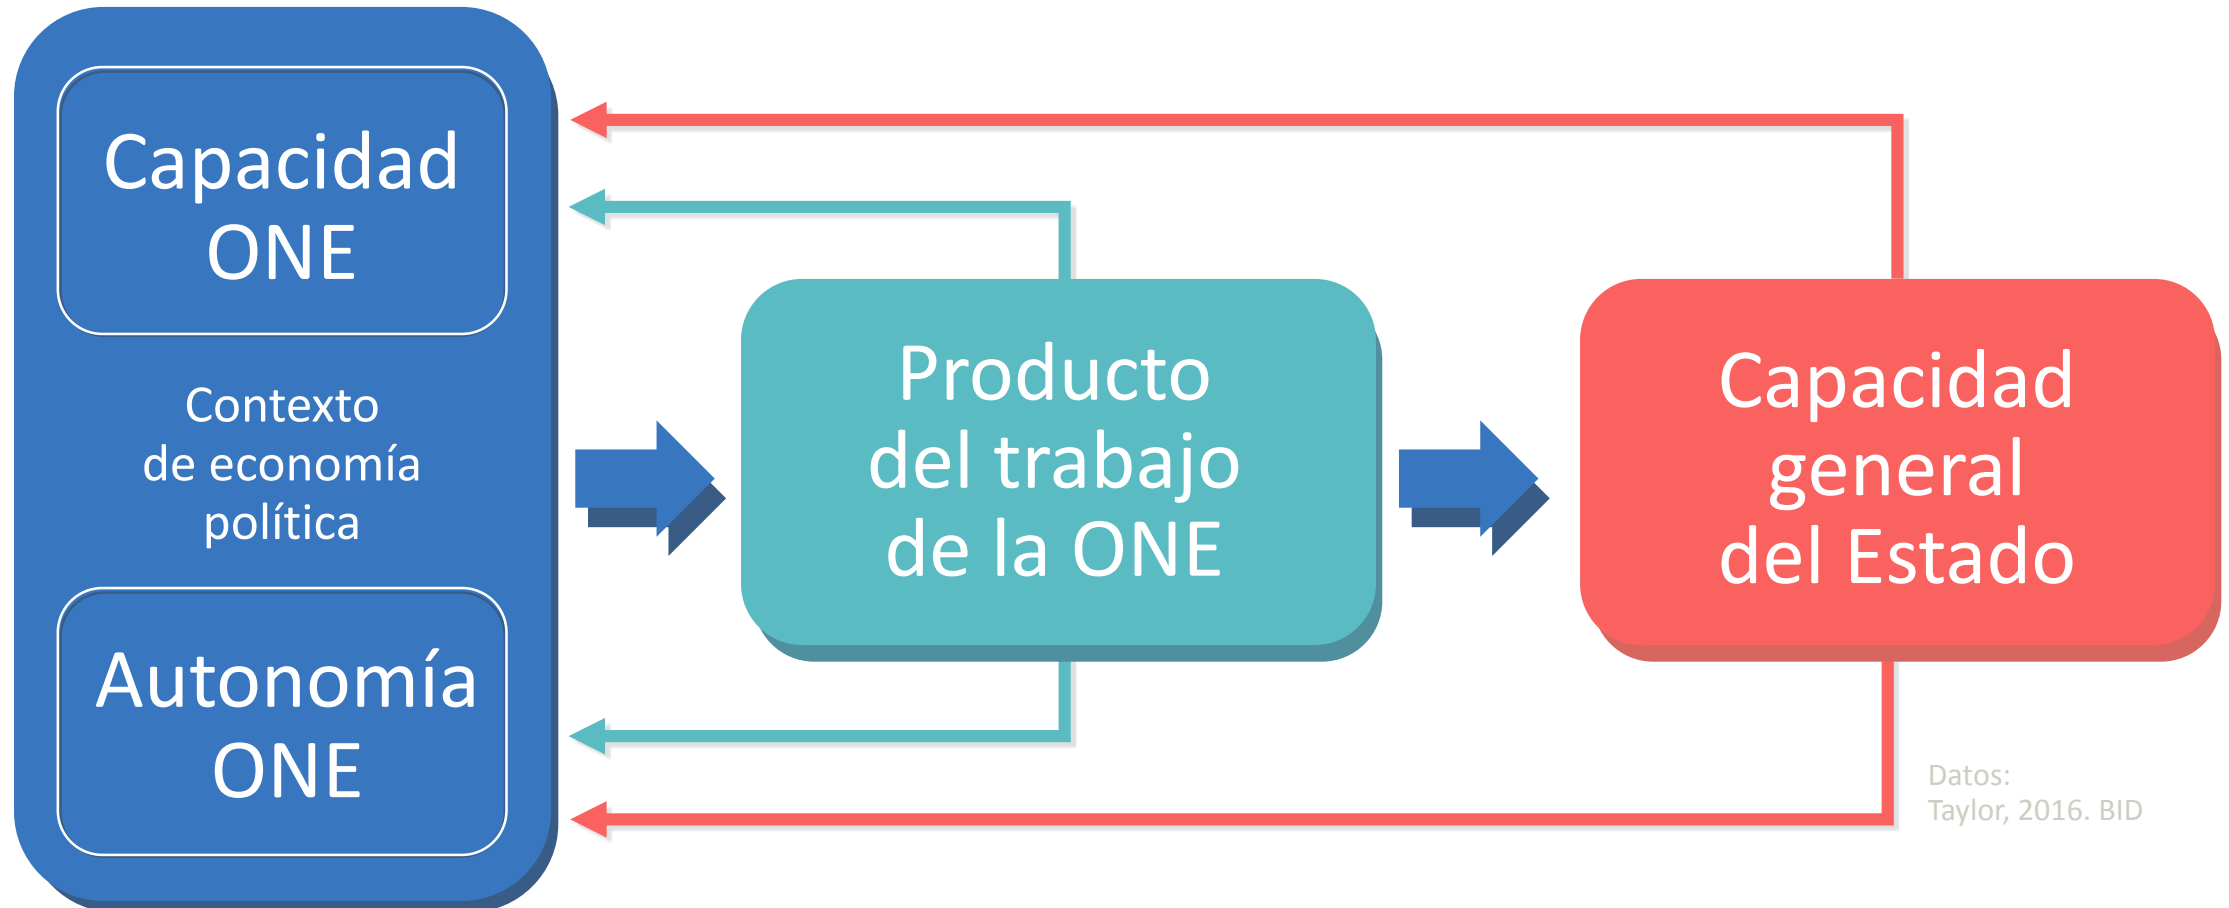 Capacidad
ONE
Contexto
de economía
política
Autonomía
ONE
Producto
del trabajo
de la ONE
Capacidad
general
del Estado
Datos:
Taylor, 2016. BID